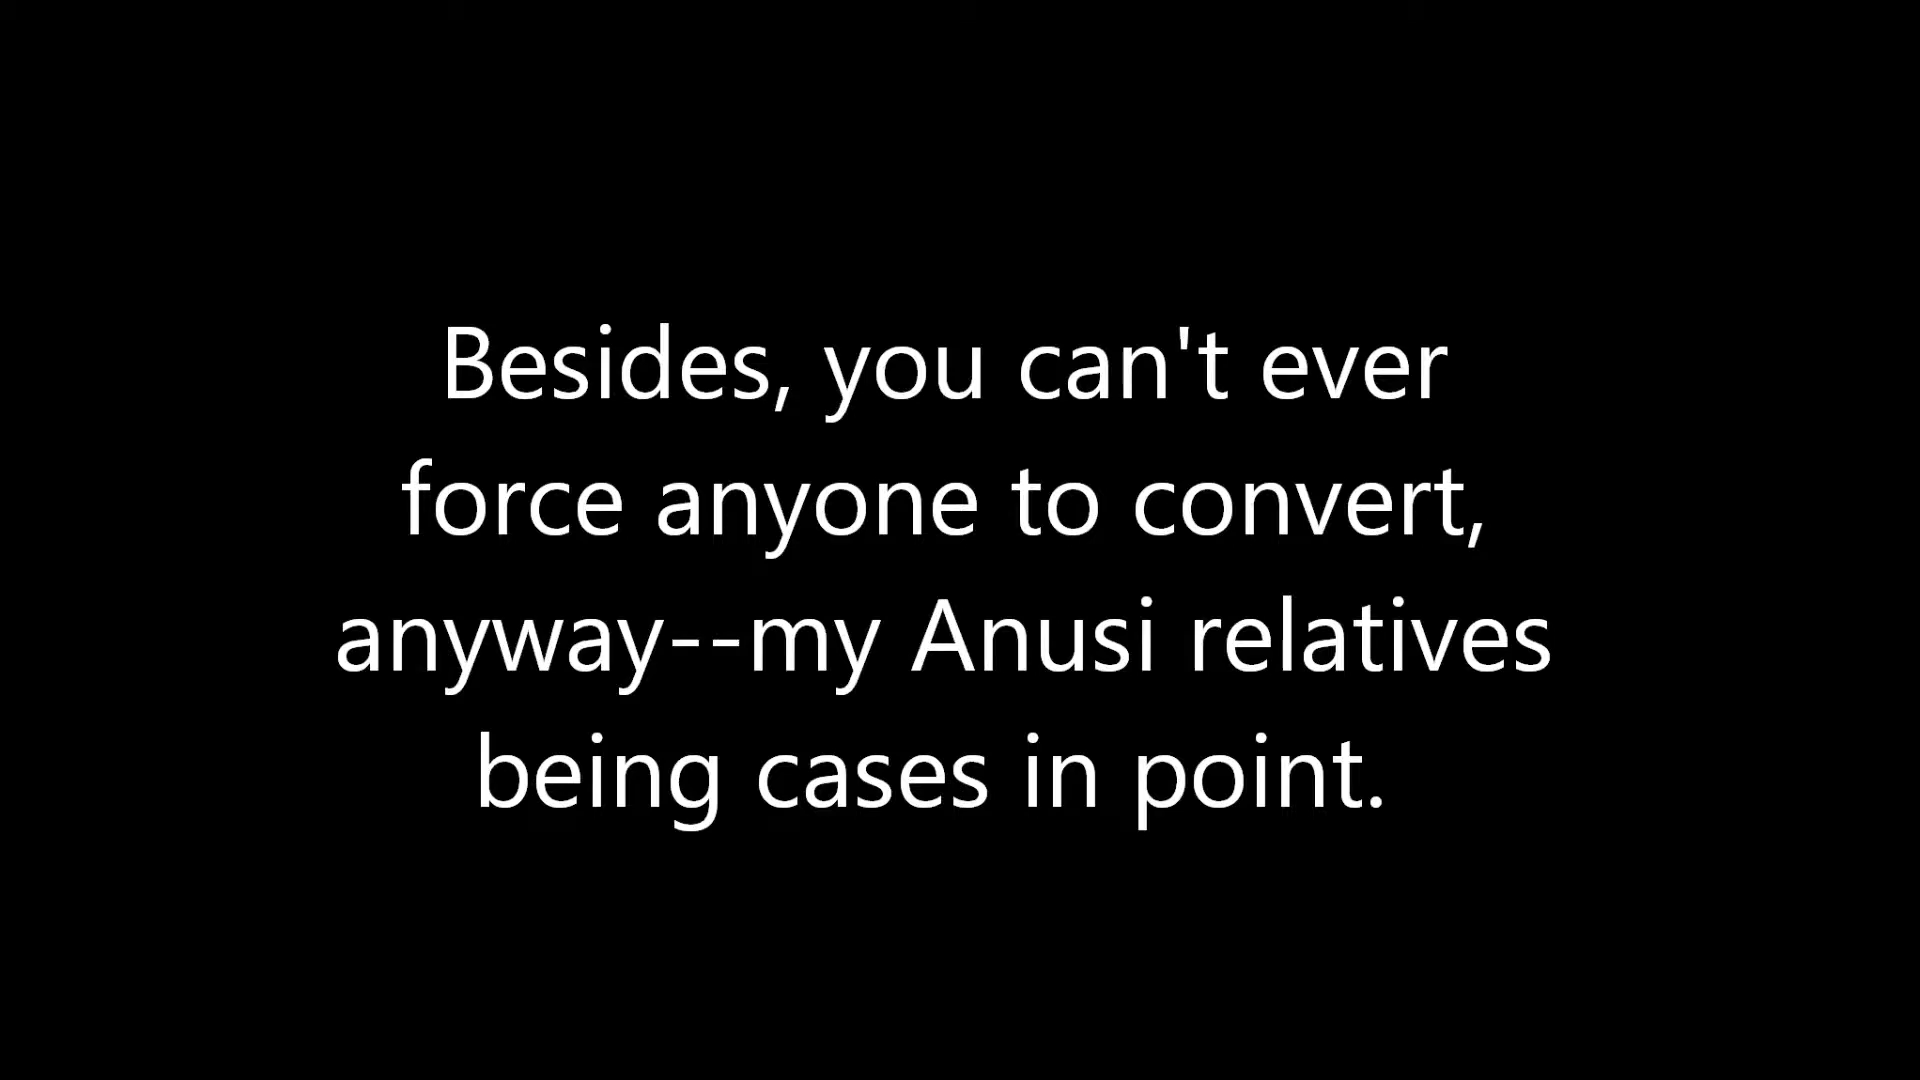 Besides, you can't ever
force anyone to convert,
anyway--my Anusi relatives
being cases in point.